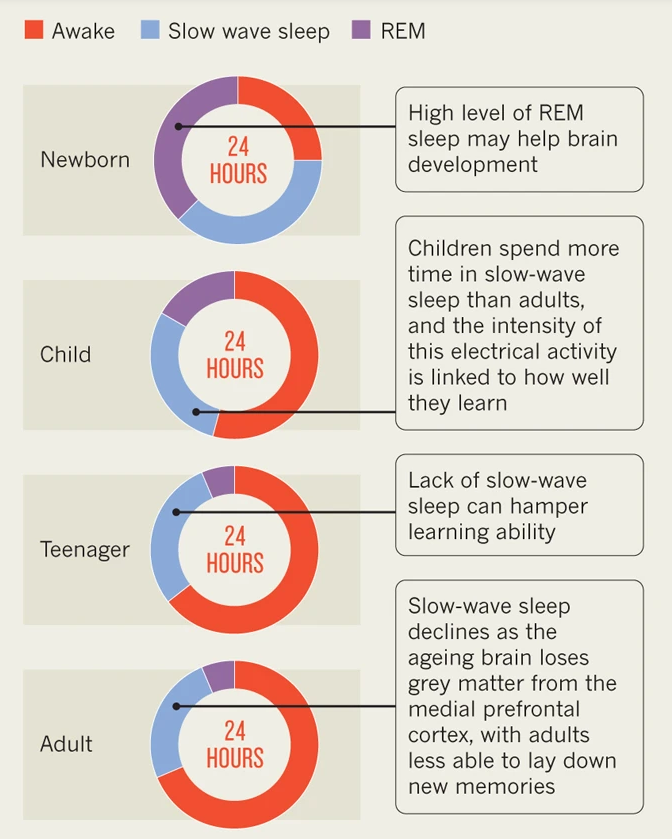 Awake Slow wave sleep REM
Newborn
24
HOURS
High level of REM
sleep may help brain
development
Child
24
HOURS
Children spend more
time in slow-wave
sleep than adults,
and the intensity of
this electrical activity
is linked to how well
they learn
Teenager
24
HOURS
Lack of slow-wave
sleep can hamper
learning ability
Adult
24
HOURS
Slow-wave sleep
declines as the
ageing brain loses
grey matter from the
medial prefrontal
cortex, with adults
less able to lay down
new memories